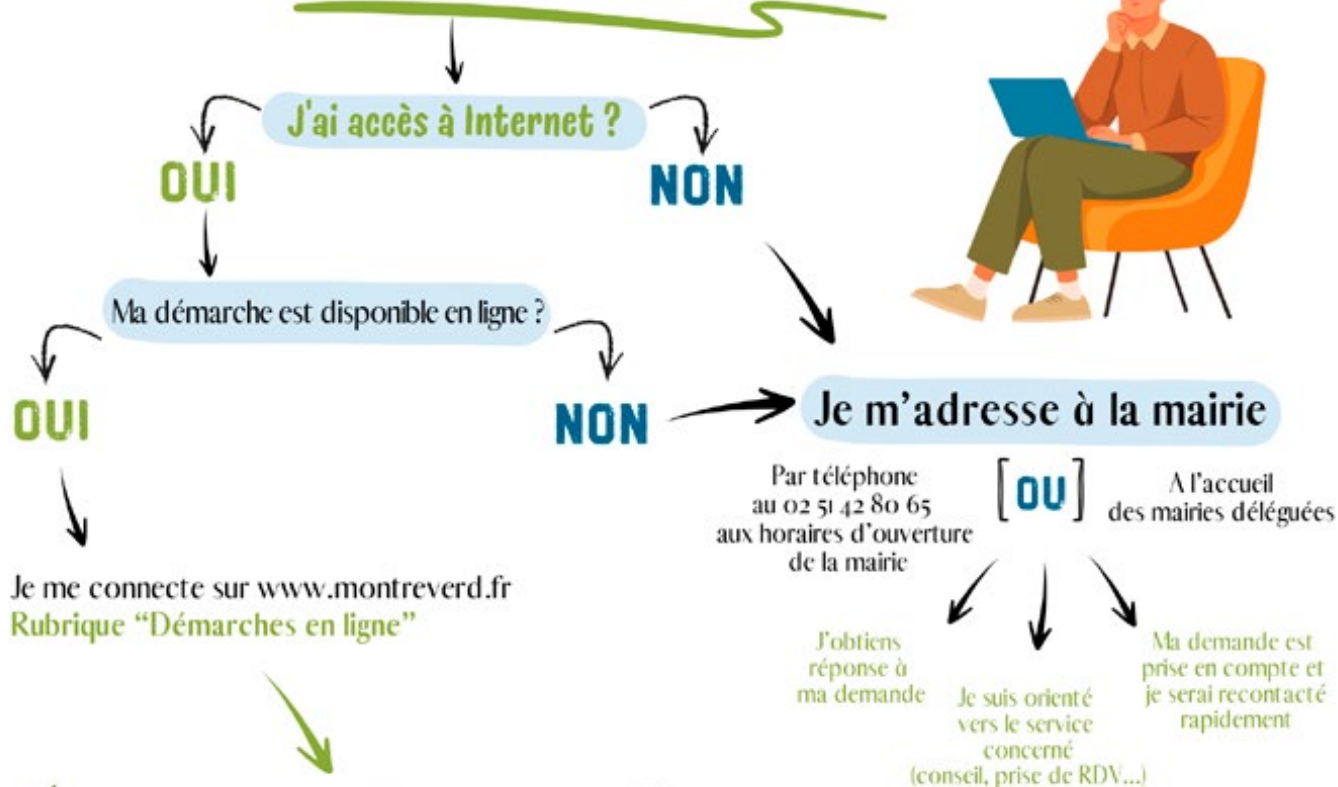 J'ai accès à Internet ?
OUI
NON
Ma démarche est disponible en ligne ?
OUI
NON
Je m'adresse à la mairie
Par téléphone
au 02 51 42 80 65
aux horaires d'ouverture
de la mairie
[OU]
A l'accueil
des mairies déléguées
Je me connecte sur www.montreverd.fr
Rubrique “Démarches en ligne”
J'obtiens
réponse à
ma demande
Je suis orienté
vers le service
concerné
(conseil, prise de RDV...)
Ma demande est
prise en compte et
je serai recontacté
rapidement